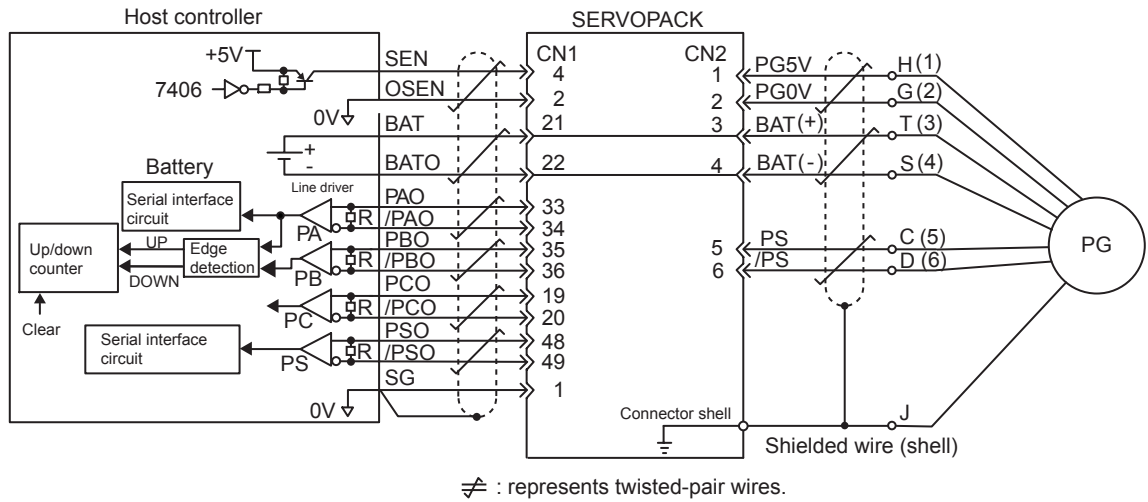 Host controller
SERVOPACK
+5V
7406
SEN
OSEN
0V
CN1
4
2
CN2
1 PG5V H (1)
2 PG0V G (2)
BAT 21
3 BAT(+) T (3)
+
-
BATO 22
4 BAT(-) S (4)
Battery
Line driver
Serial interface
circuit
PAO 33
R /PAO 34
PA
Up/down
counter
UP
DOWN
Edge
detection
PBO 35
R /PBO 36
PB
5 PS C (5)
6 /PS D (6)
PG
Clear
PCO 19
R /PCO 20
PC
Serial interface
circuit
PSO 48
R /PSO 49
PS
SG 1
0V
Connector shell
J
Shielded wire (shell)
: represents twisted-pair wires.